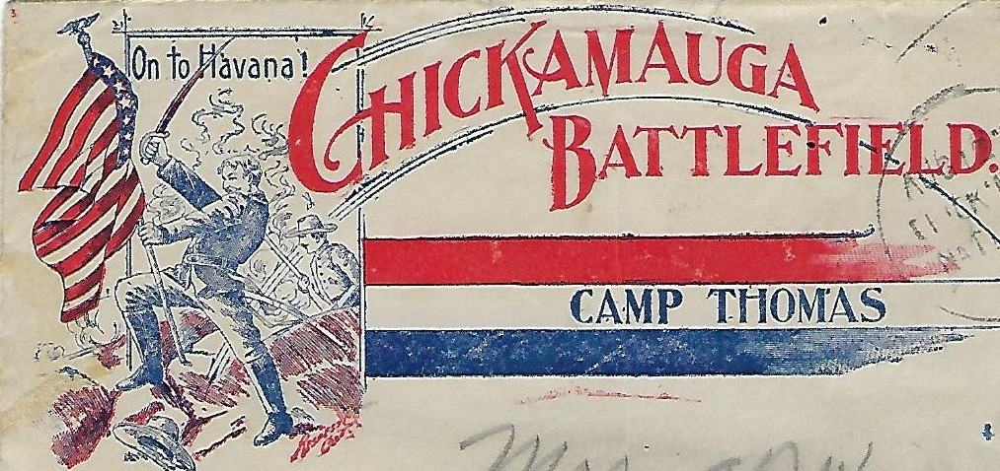 On to Havana!
CHICKAMAUGA
BATTLEFIELD.
CAMP THOMAS